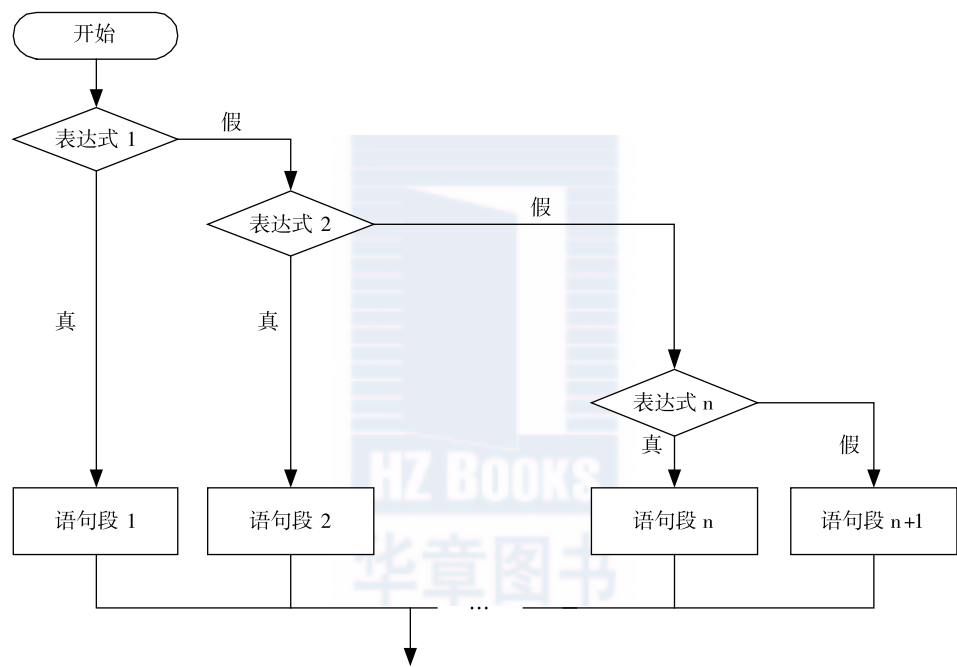 开始
表达式 1
假
表达式 2
假
真
真
表达式 n
真
假
HZ BOOKS
语句段 1
语句段 2
语句段 n
语句段 n+1
华章图书
…